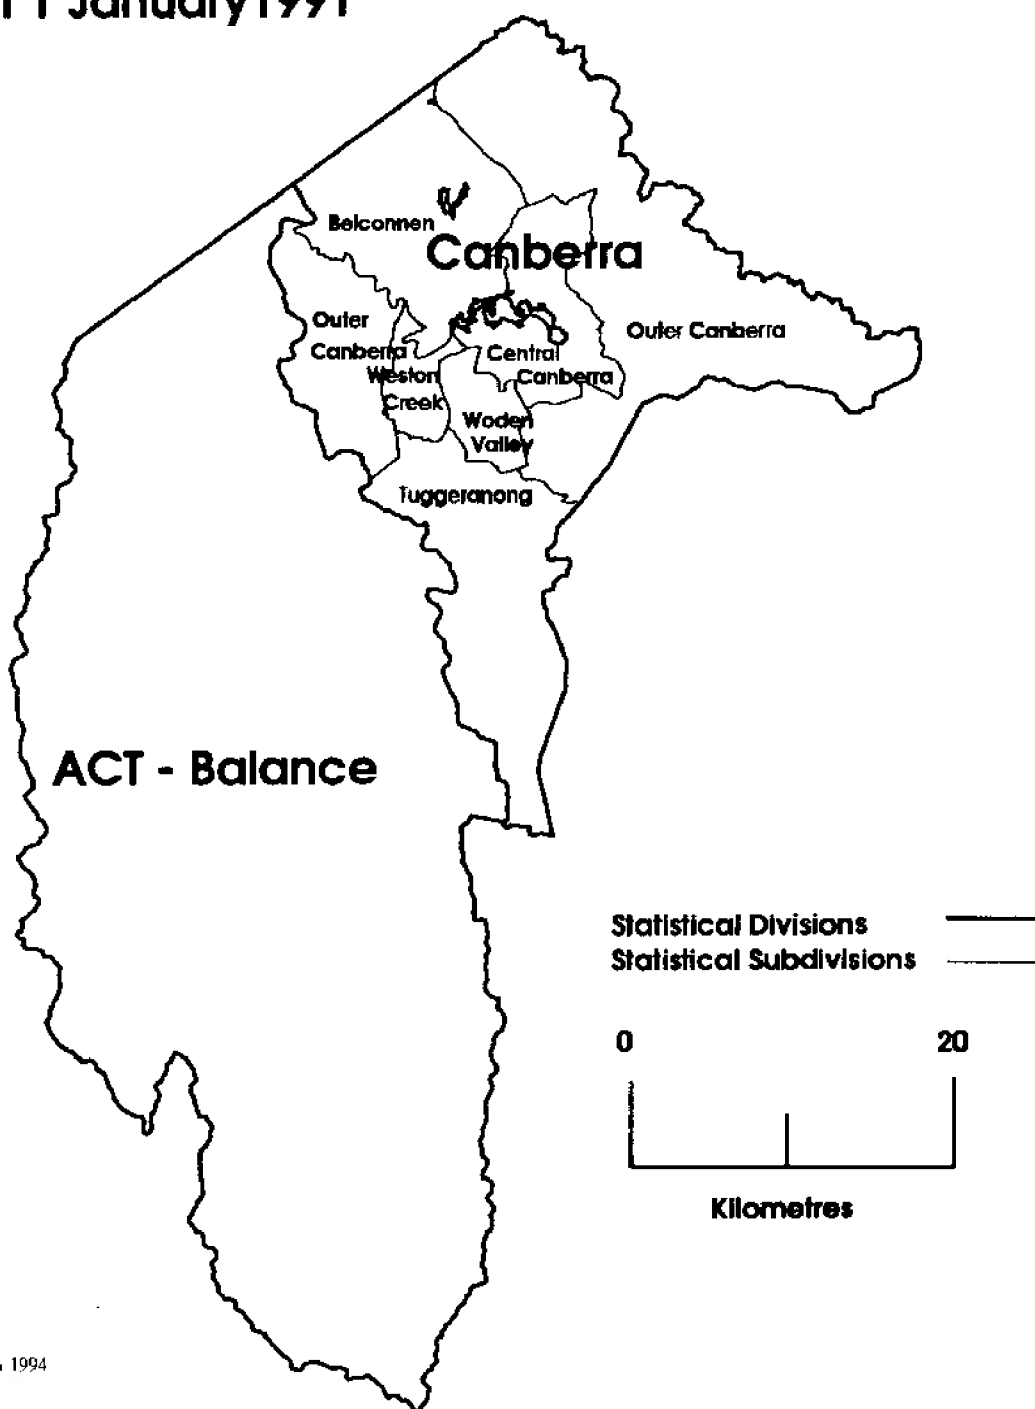 1 January 1991
Belconnen
Canberra
Outer
Canberra
Outer Canberra
Central
Canberra
Weston
Creek
Woden
Valley
Tuggeranong
ACT - Balance
Statistical Divisions
Statistical Subdivisions
0 20
Kilometres
1994